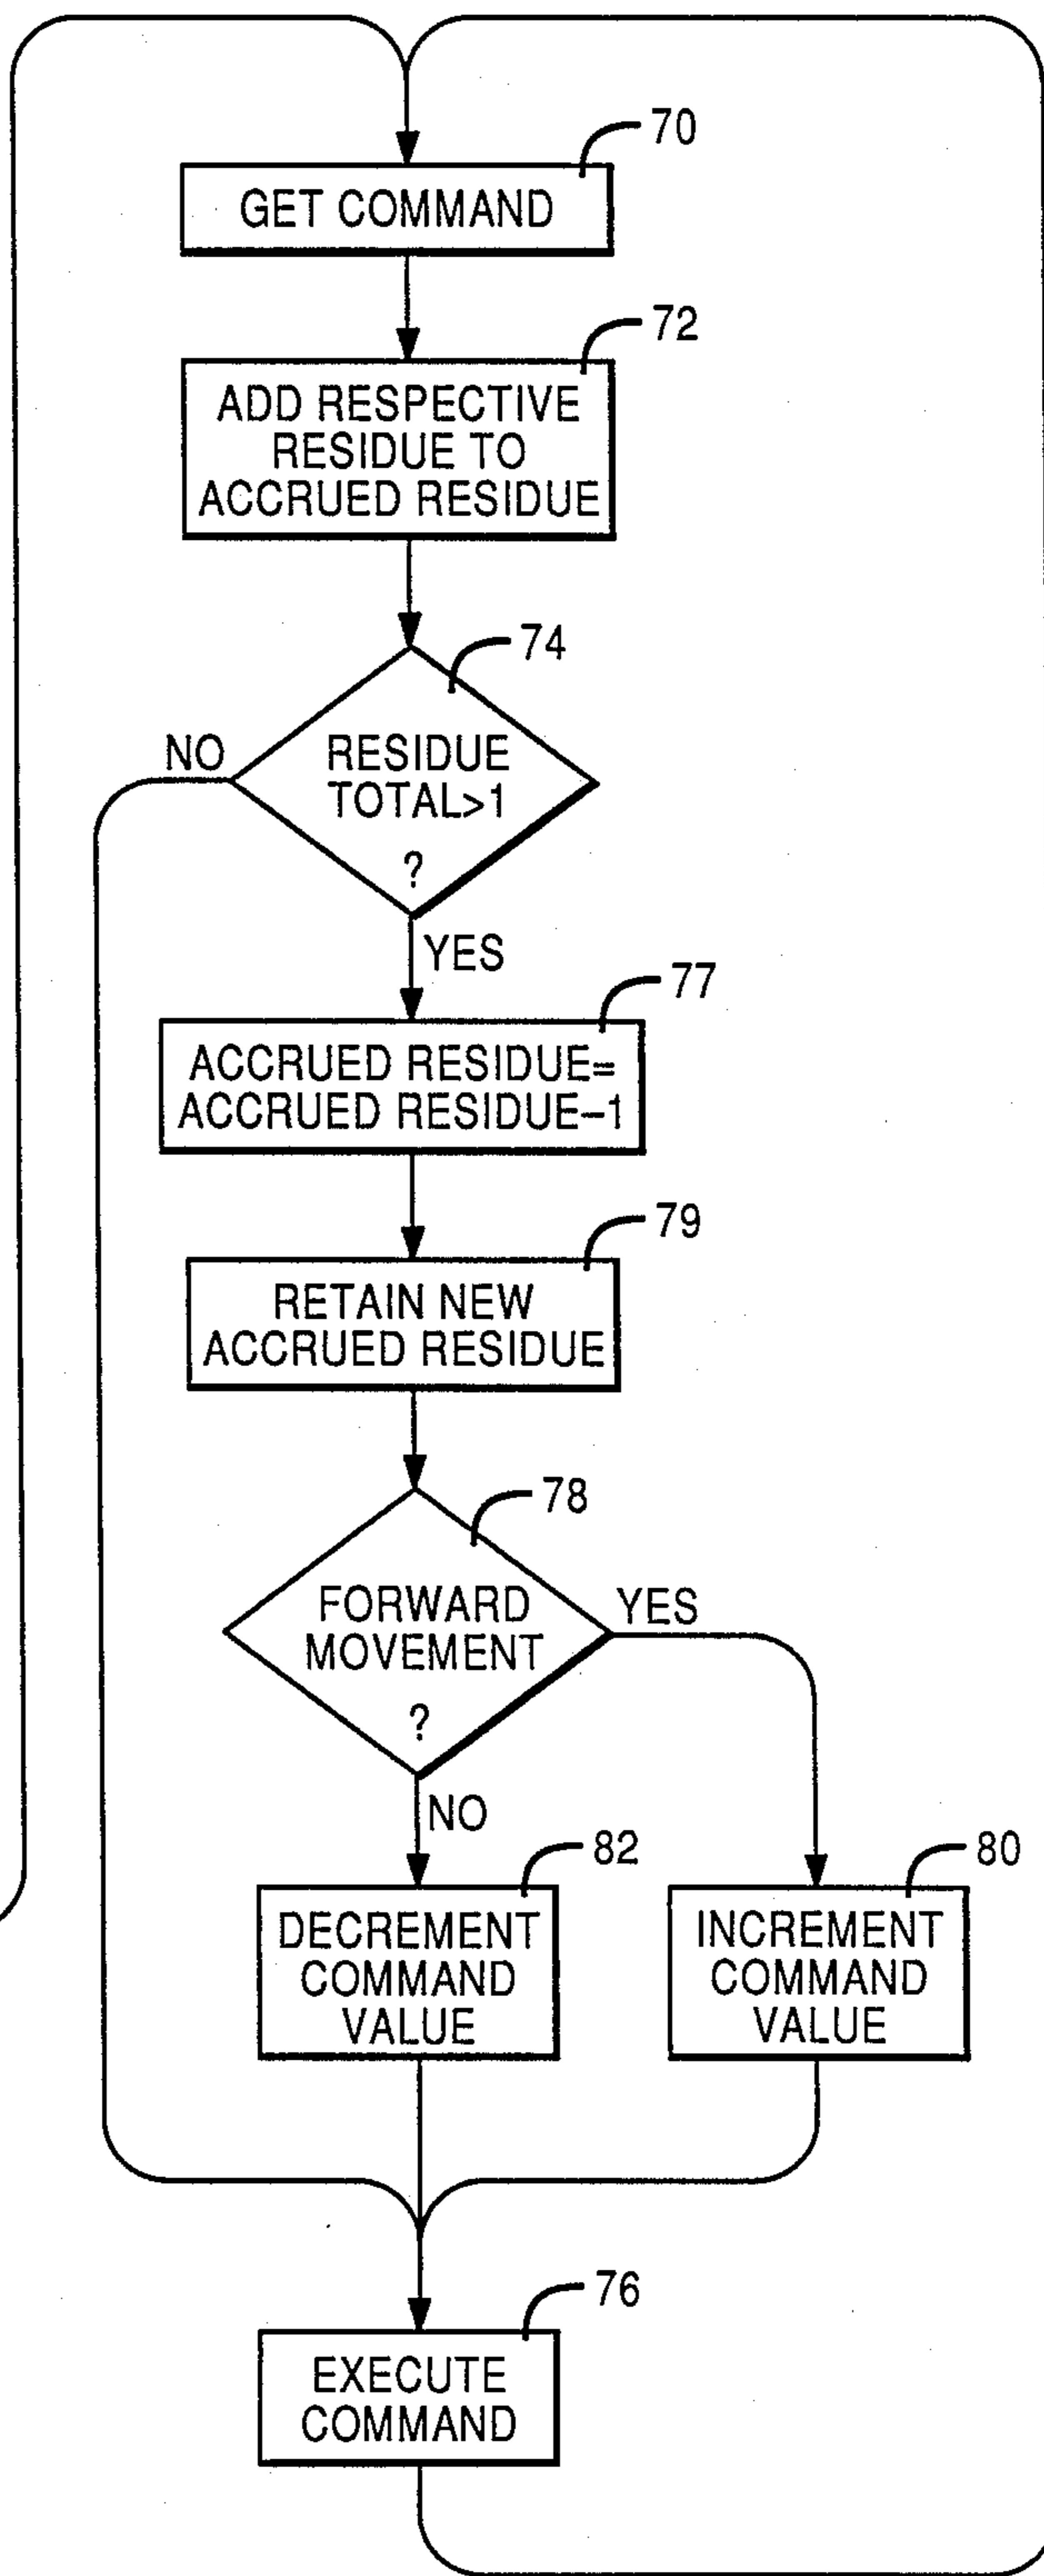 70
GET COMMAND
72
ADD RESPECTIVE
RESIDUE TO
ACCRUED RESIDUE
74
NO
RESIDUE
TOTAL>1
?
YES
77
ACCRUED RESIDUE=
ACCRUED RESIDUE–1
79
RETAIN NEW
ACCRUED RESIDUE
78
FORWARD
MOVEMENT
?
YES
NO
82
DECREMENT
COMMAND
VALUE
80
INCREMENT
COMMAND
VALUE
76
EXECUTE
COMMAND